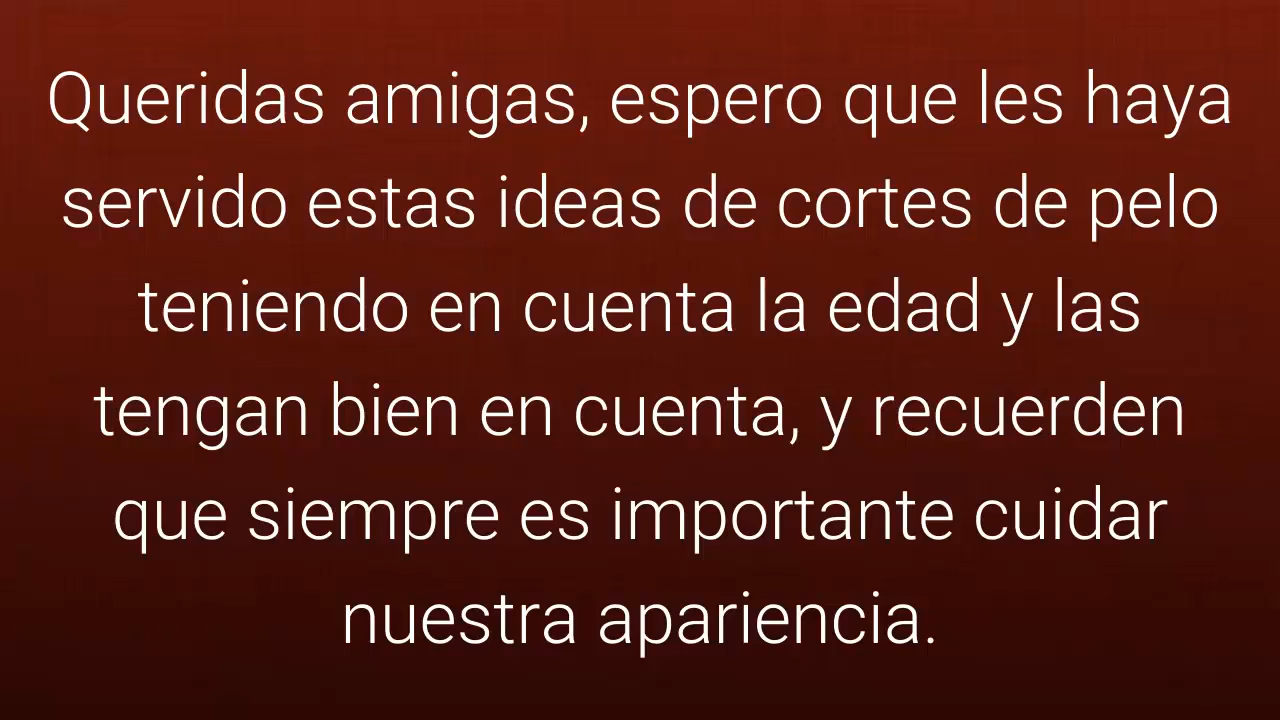 Queridas amigas, espero que les haya
servido estas ideas de cortes de pelo
teniendo en cuenta la edad y las
tengan bien en cuenta, y recuerden
que siempre es importante cuidar
nuestra apariencia.